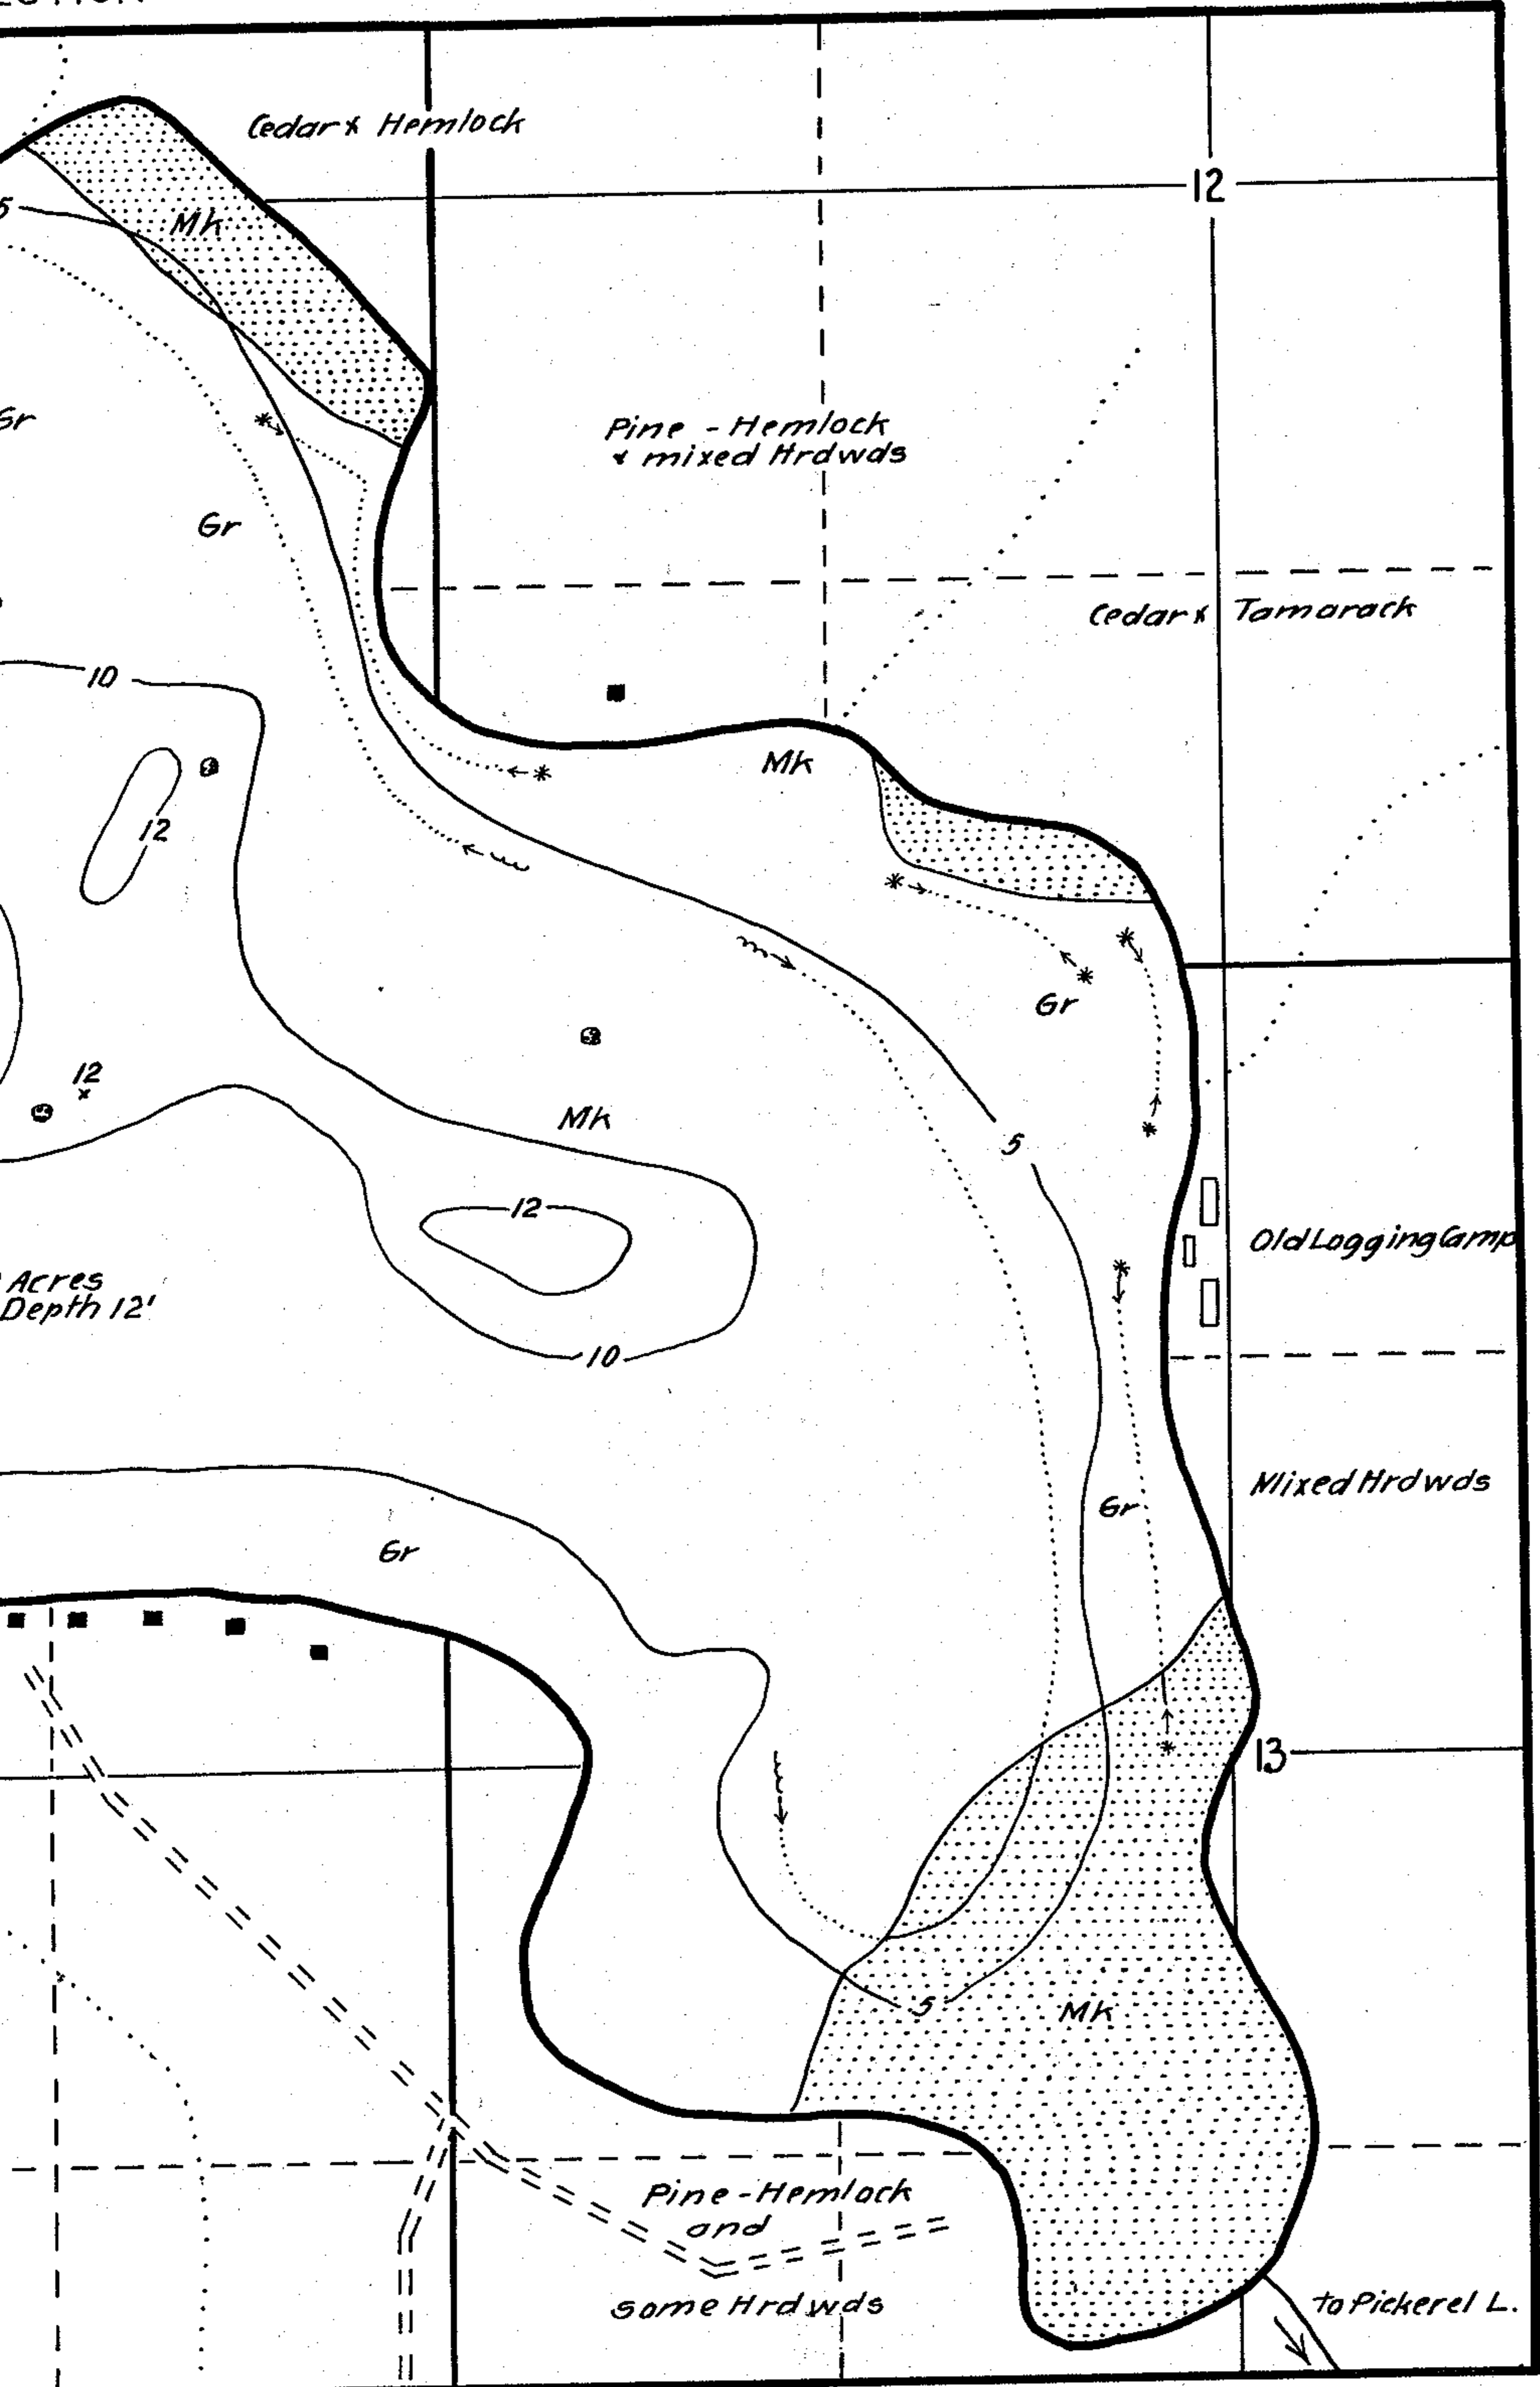 Cedar & Hemlock
12
5
Mk
Gr
Pine - Hemlock
& mixed Hrdwds
Gr
Cedar & Tamarack
10
Mk
12
Gr
12
5
Mk
12
Old Logging Camp
Acres
Depth 12'
10
Mixed Hrdwds
Gr
Gr
13
5
Mk
Pine - Hemlock
and
some Hrdwds
to Pickerel L.